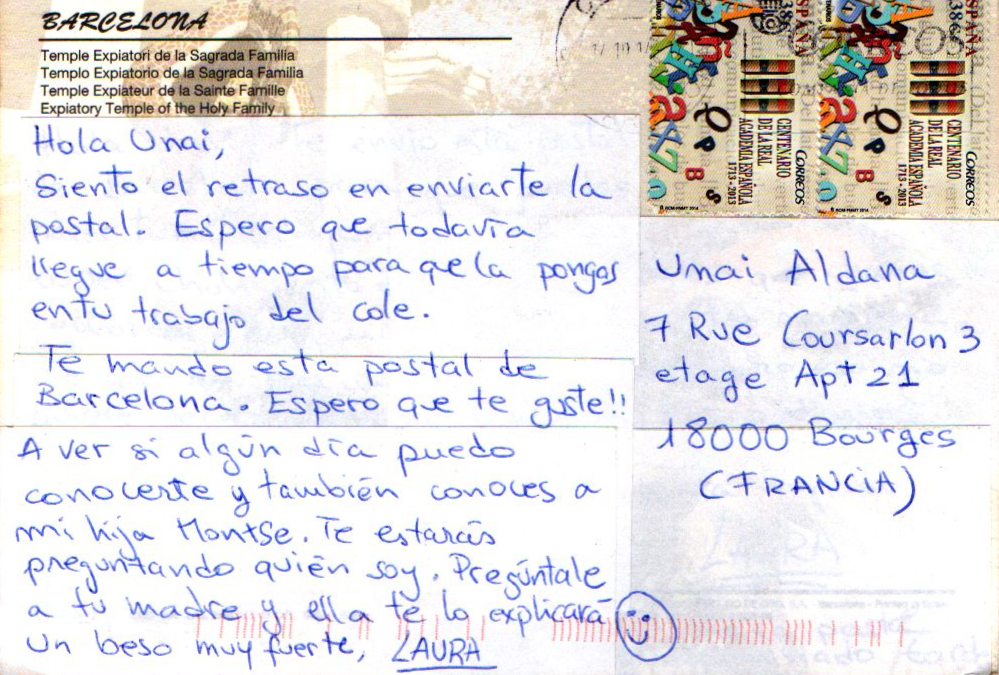 BARCELONA
Temple Expiatori de la Sagrada Familia
Templo Expiatorio de la Sagrada Familia
Temple Expiateur de la Sainte Famille
Expiatory Temple of the Holy Family
Hola Unai,
Siento el retraso en enviarte la
postal. Espero que todavía
llegue a tiempo para que la pongas
en tu trabajo del cole.
Te mando esta postal de
Barcelona. Espero que te guste!!
A ver si algún día puedo
conocerte y también conoces a
mi hija Montse. Te estarás
preguntando quién soy. Pregúntale
a tu madre y ella te lo explicará
Un beso muy fuerte, LAURA
ESPAÑA
CORREOS
CENTENARIO
DE LA REAL
ACADEMIA ESPAÑOLA
1713 - 2013
ESPAÑA
CORREOS
CENTENARIO
DE LA REAL
ACADEMIA ESPAÑOLA
1713 - 2013
Unai Aldana
7 Rue Coursarlon 3
etage Apt 21
18000 Bourges
(FRANCIA)